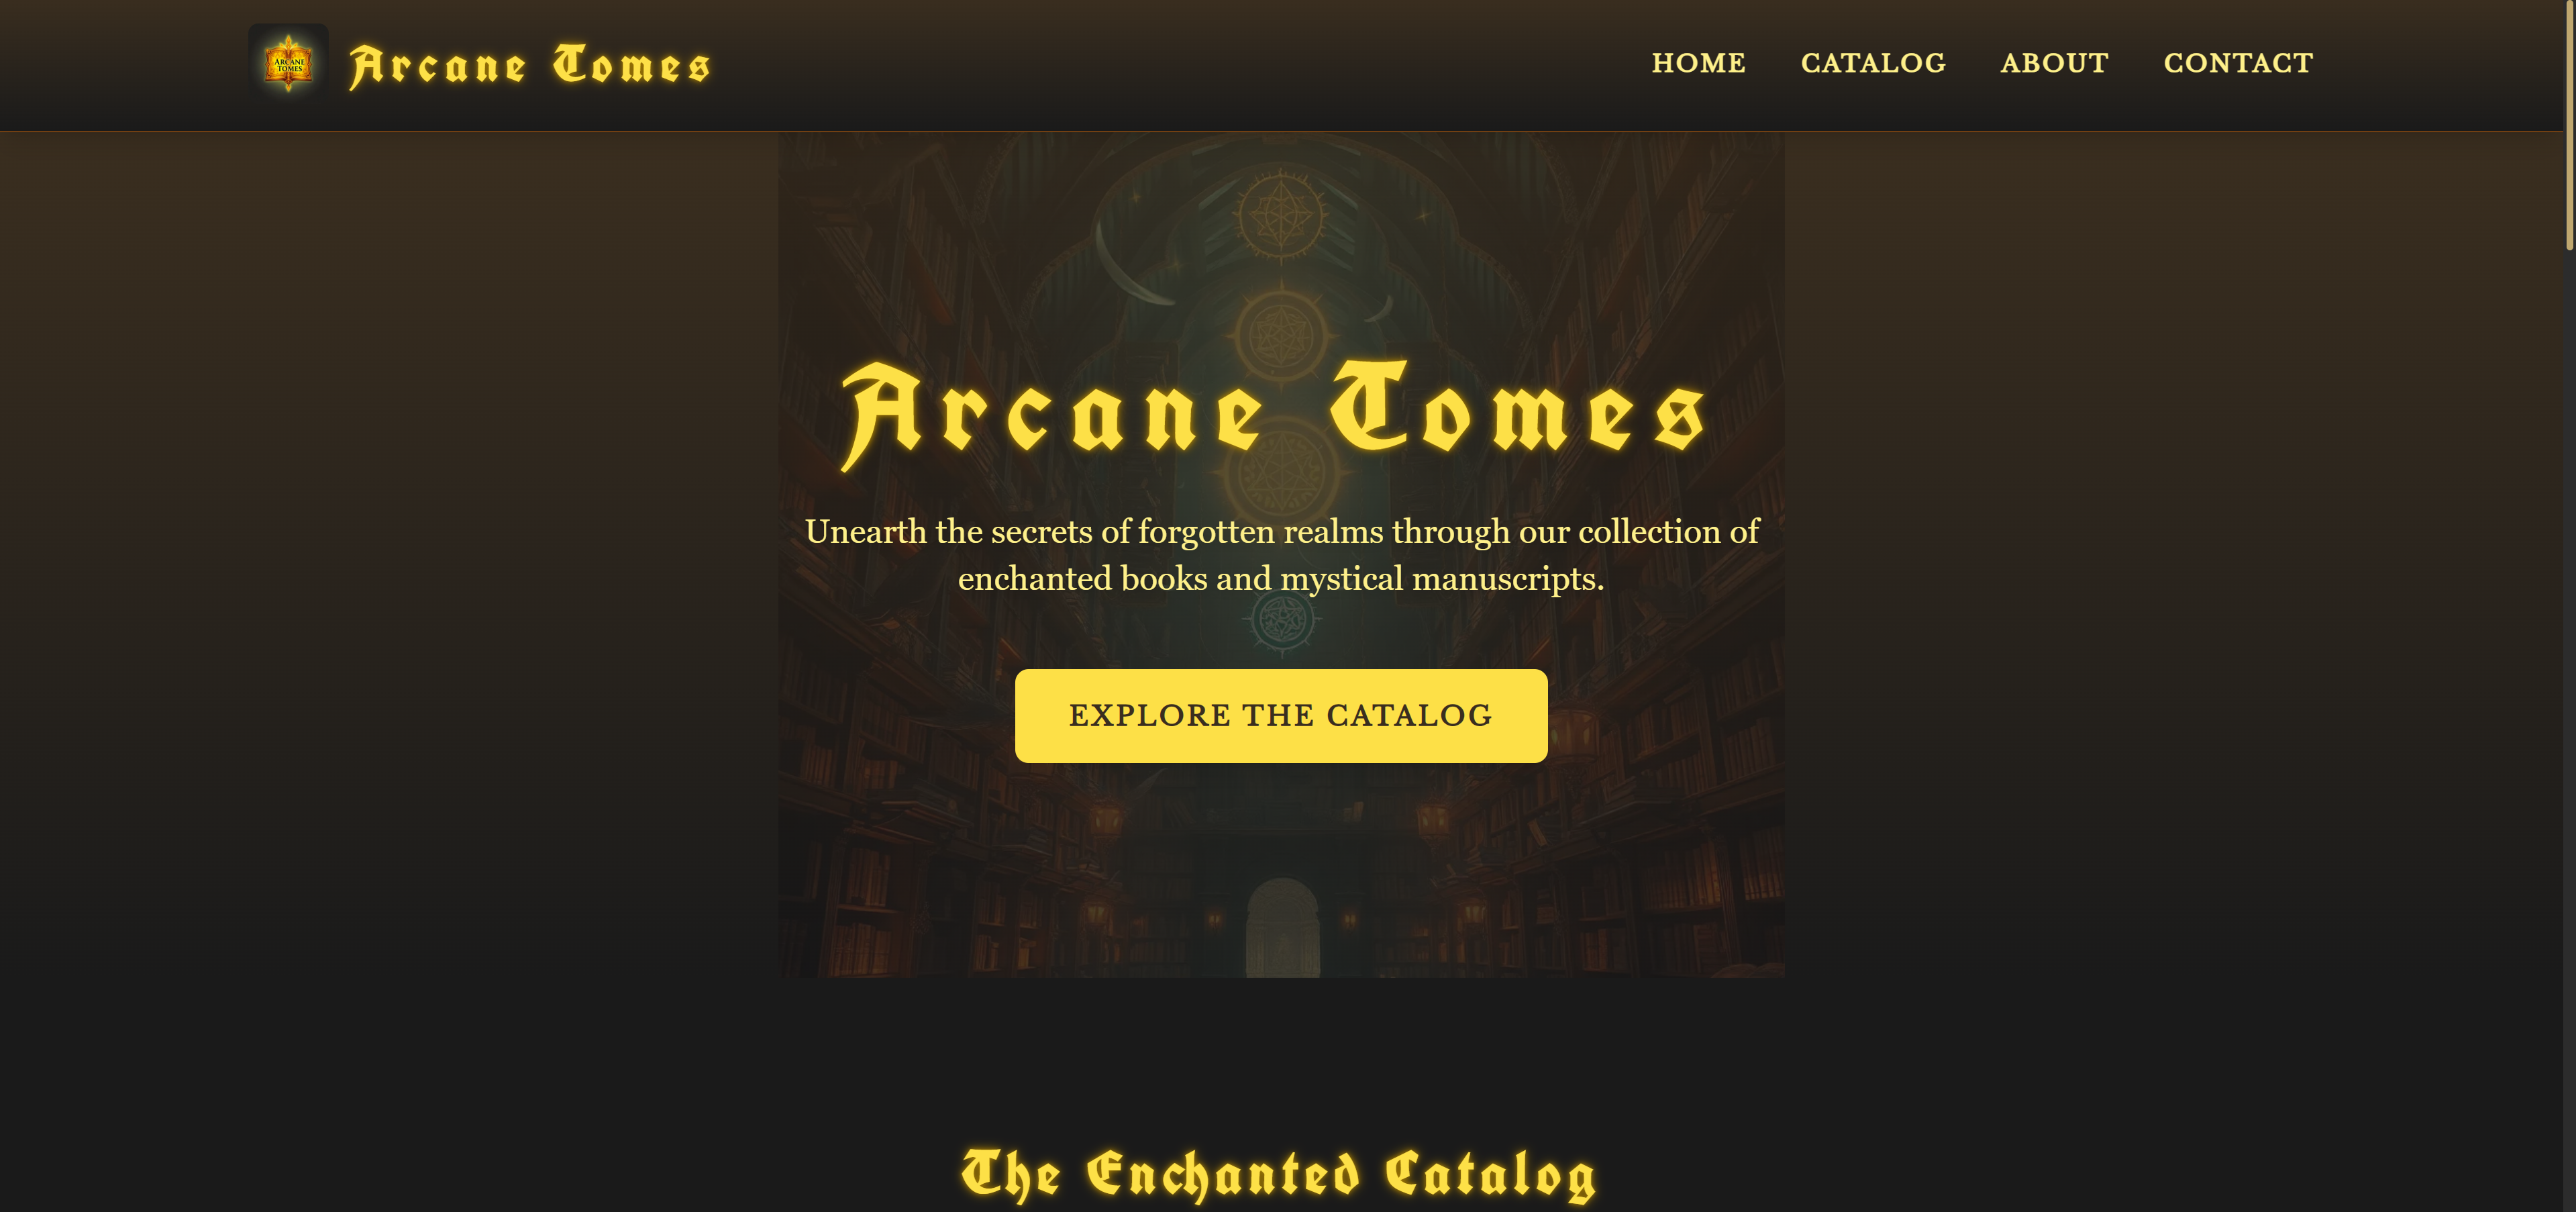 ARCANE
TOMES
Arcane Tomes
HOME
CATALOG
ABOUT
CONTACT
Arcane Tomes
Unearth the secrets of forgotten realms through our collection of
enchanted books and mystical manuscripts.
EXPLORE THE CATALOG
The Enchanted Catalog